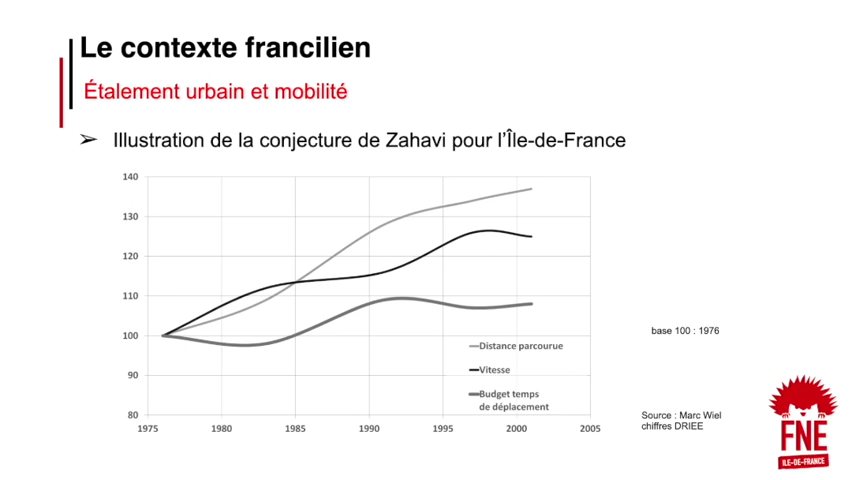 Le contexte francilien
Étalement urbain et mobilité
➢ Illustration de la conjecture de Zahavi pour l'Île-de-France
140
130
120
110
100
90
80
1975 1980 1985 1990 1995 2000 2005
Distance parcourue
Vitesse
Budget temps
de déplacement
base 100 : 1976
Source : Marc Wiel
chiffres DRIEE
FNE
ILE-DE-FRANCE